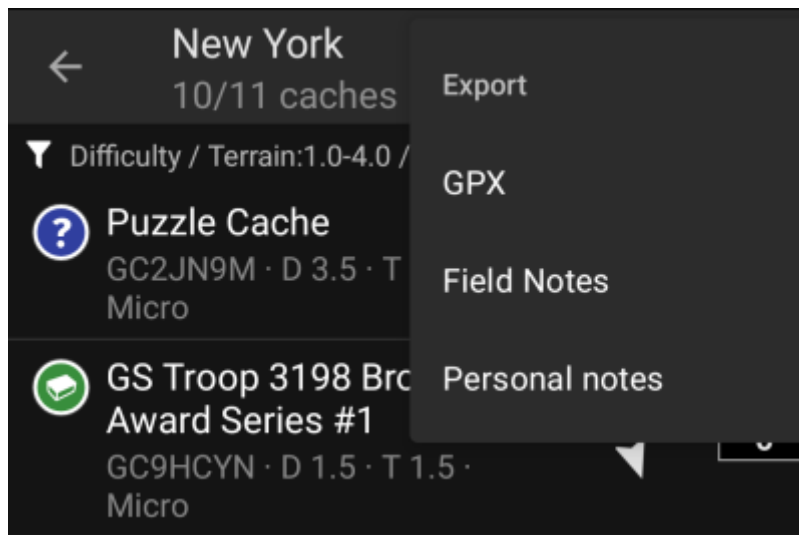 New York
10/11 caches
Difficulty / Terrain:1.0-4.0 /
?
Puzzle Cache
GC2JN9M · D 3.5 · T
Micro
GS Troop 3198
Award Series #1
GC9HCYN · D 1.5 · T 1.5 ·
Micro
Export
GPX
Field Notes
Personal notes